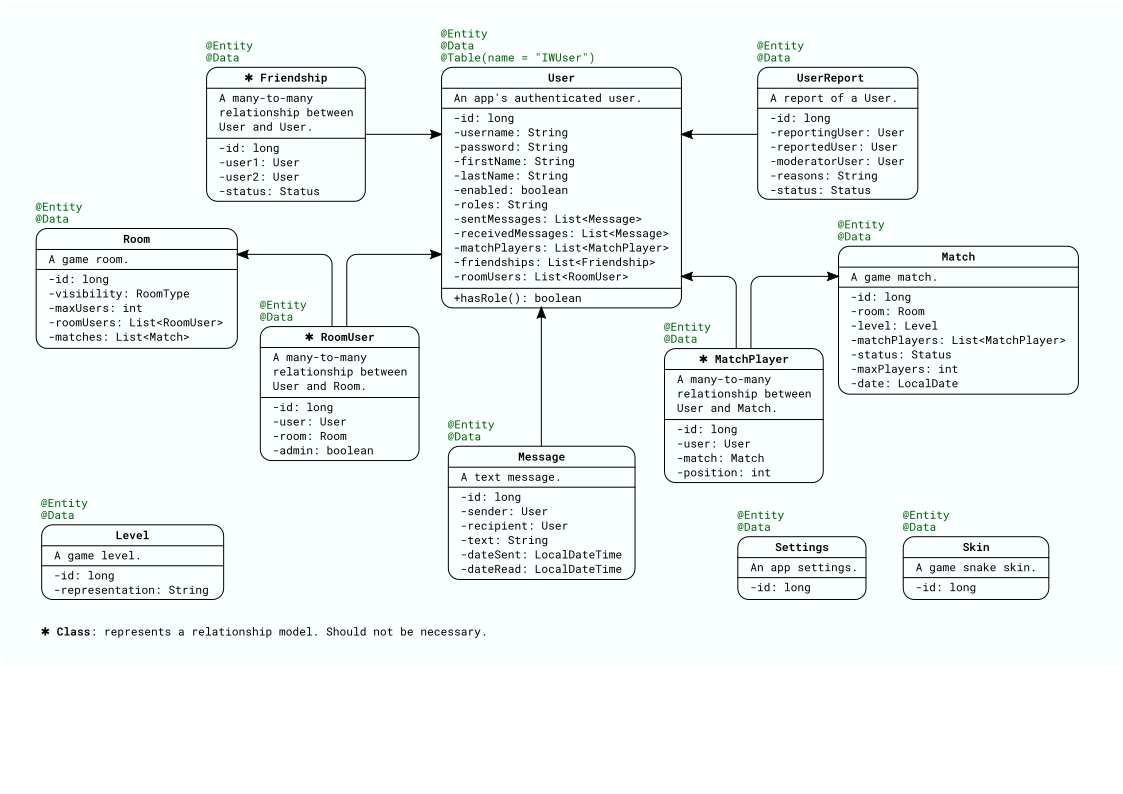 @Entity
@Data
✱ Friendship
A many-to-many
relationship between
User and User.
-id: long
-user1: User
-user2: User
-status: Status
@Entity
@Data
@Table(name = "IWUser")
User
An app's authenticated user.
-id: long
-username: String
-password: String
-firstName: String
-lastName: String
-enabled: boolean
-roles: String
-sentMessages: List<Message>
-receivedMessages: List<Message>
-matchPlayers: List<MatchPlayer>
-friendships: List<Friendship>
-roomUsers: List<RoomUser>
+hasRole(): boolean
@Entity
@Data
UserReport
A report of a User.
-id: long
-reportingUser: User
-reportedUser: User
-moderatorUser: User
-reasons: String
-status: Status
@Entity
@Data
Room
A game room.
-id: long
-visibility: RoomType
-maxUsers: int
-roomUsers: List<RoomUser>
-matches: List<Match>
@Entity
@Data
Match
A game match.
-id: long
-room: Room
-level: Level
-matchPlayers: List<MatchPlayer>
-status: Status
-maxPlayers: int
-date: LocalDate
@Entity
@Data
✱ RoomUser
A many-to-many
relationship between
User and Room.
-id: long
-user: User
-room: Room
-admin: boolean
@Entity
@Data
✱ MatchPlayer
A many-to-many
relationship between
User and Match.
-id: long
-user: User
-match: Match
-position: int
@Entity
@Data
Message
A text message.
-id: long
-sender: User
-recipient: User
-text: String
-dateSent: LocalDateTime
-dateRead: LocalDateTime
@Entity
@Data
Level
A game level.
-id: long
-representation: String
@Entity
@Data
Settings
An app settings.
-id: long
@Entity
@Data
Skin
A game snake skin.
-id: long
✱ Class: represents a relationship model. Should not be necessary.